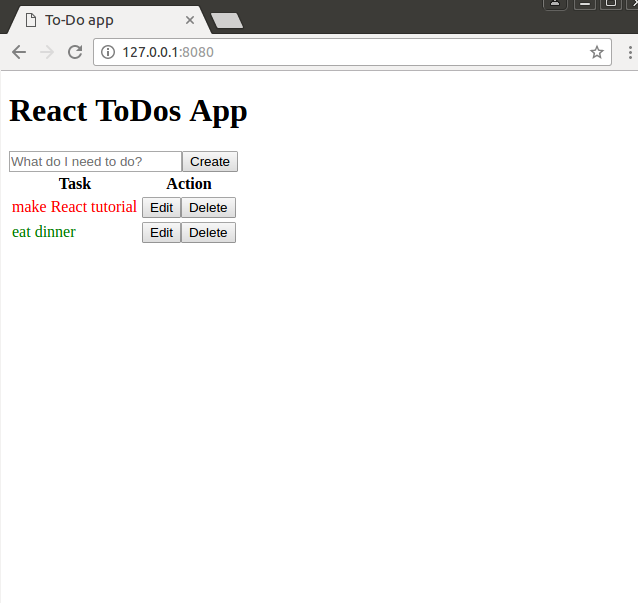 To-Do app
127.0.0.1:8080
React ToDos App
What do I need to do? Create
Task Action
make React tutorial Edit Delete
eat dinner Edit Delete